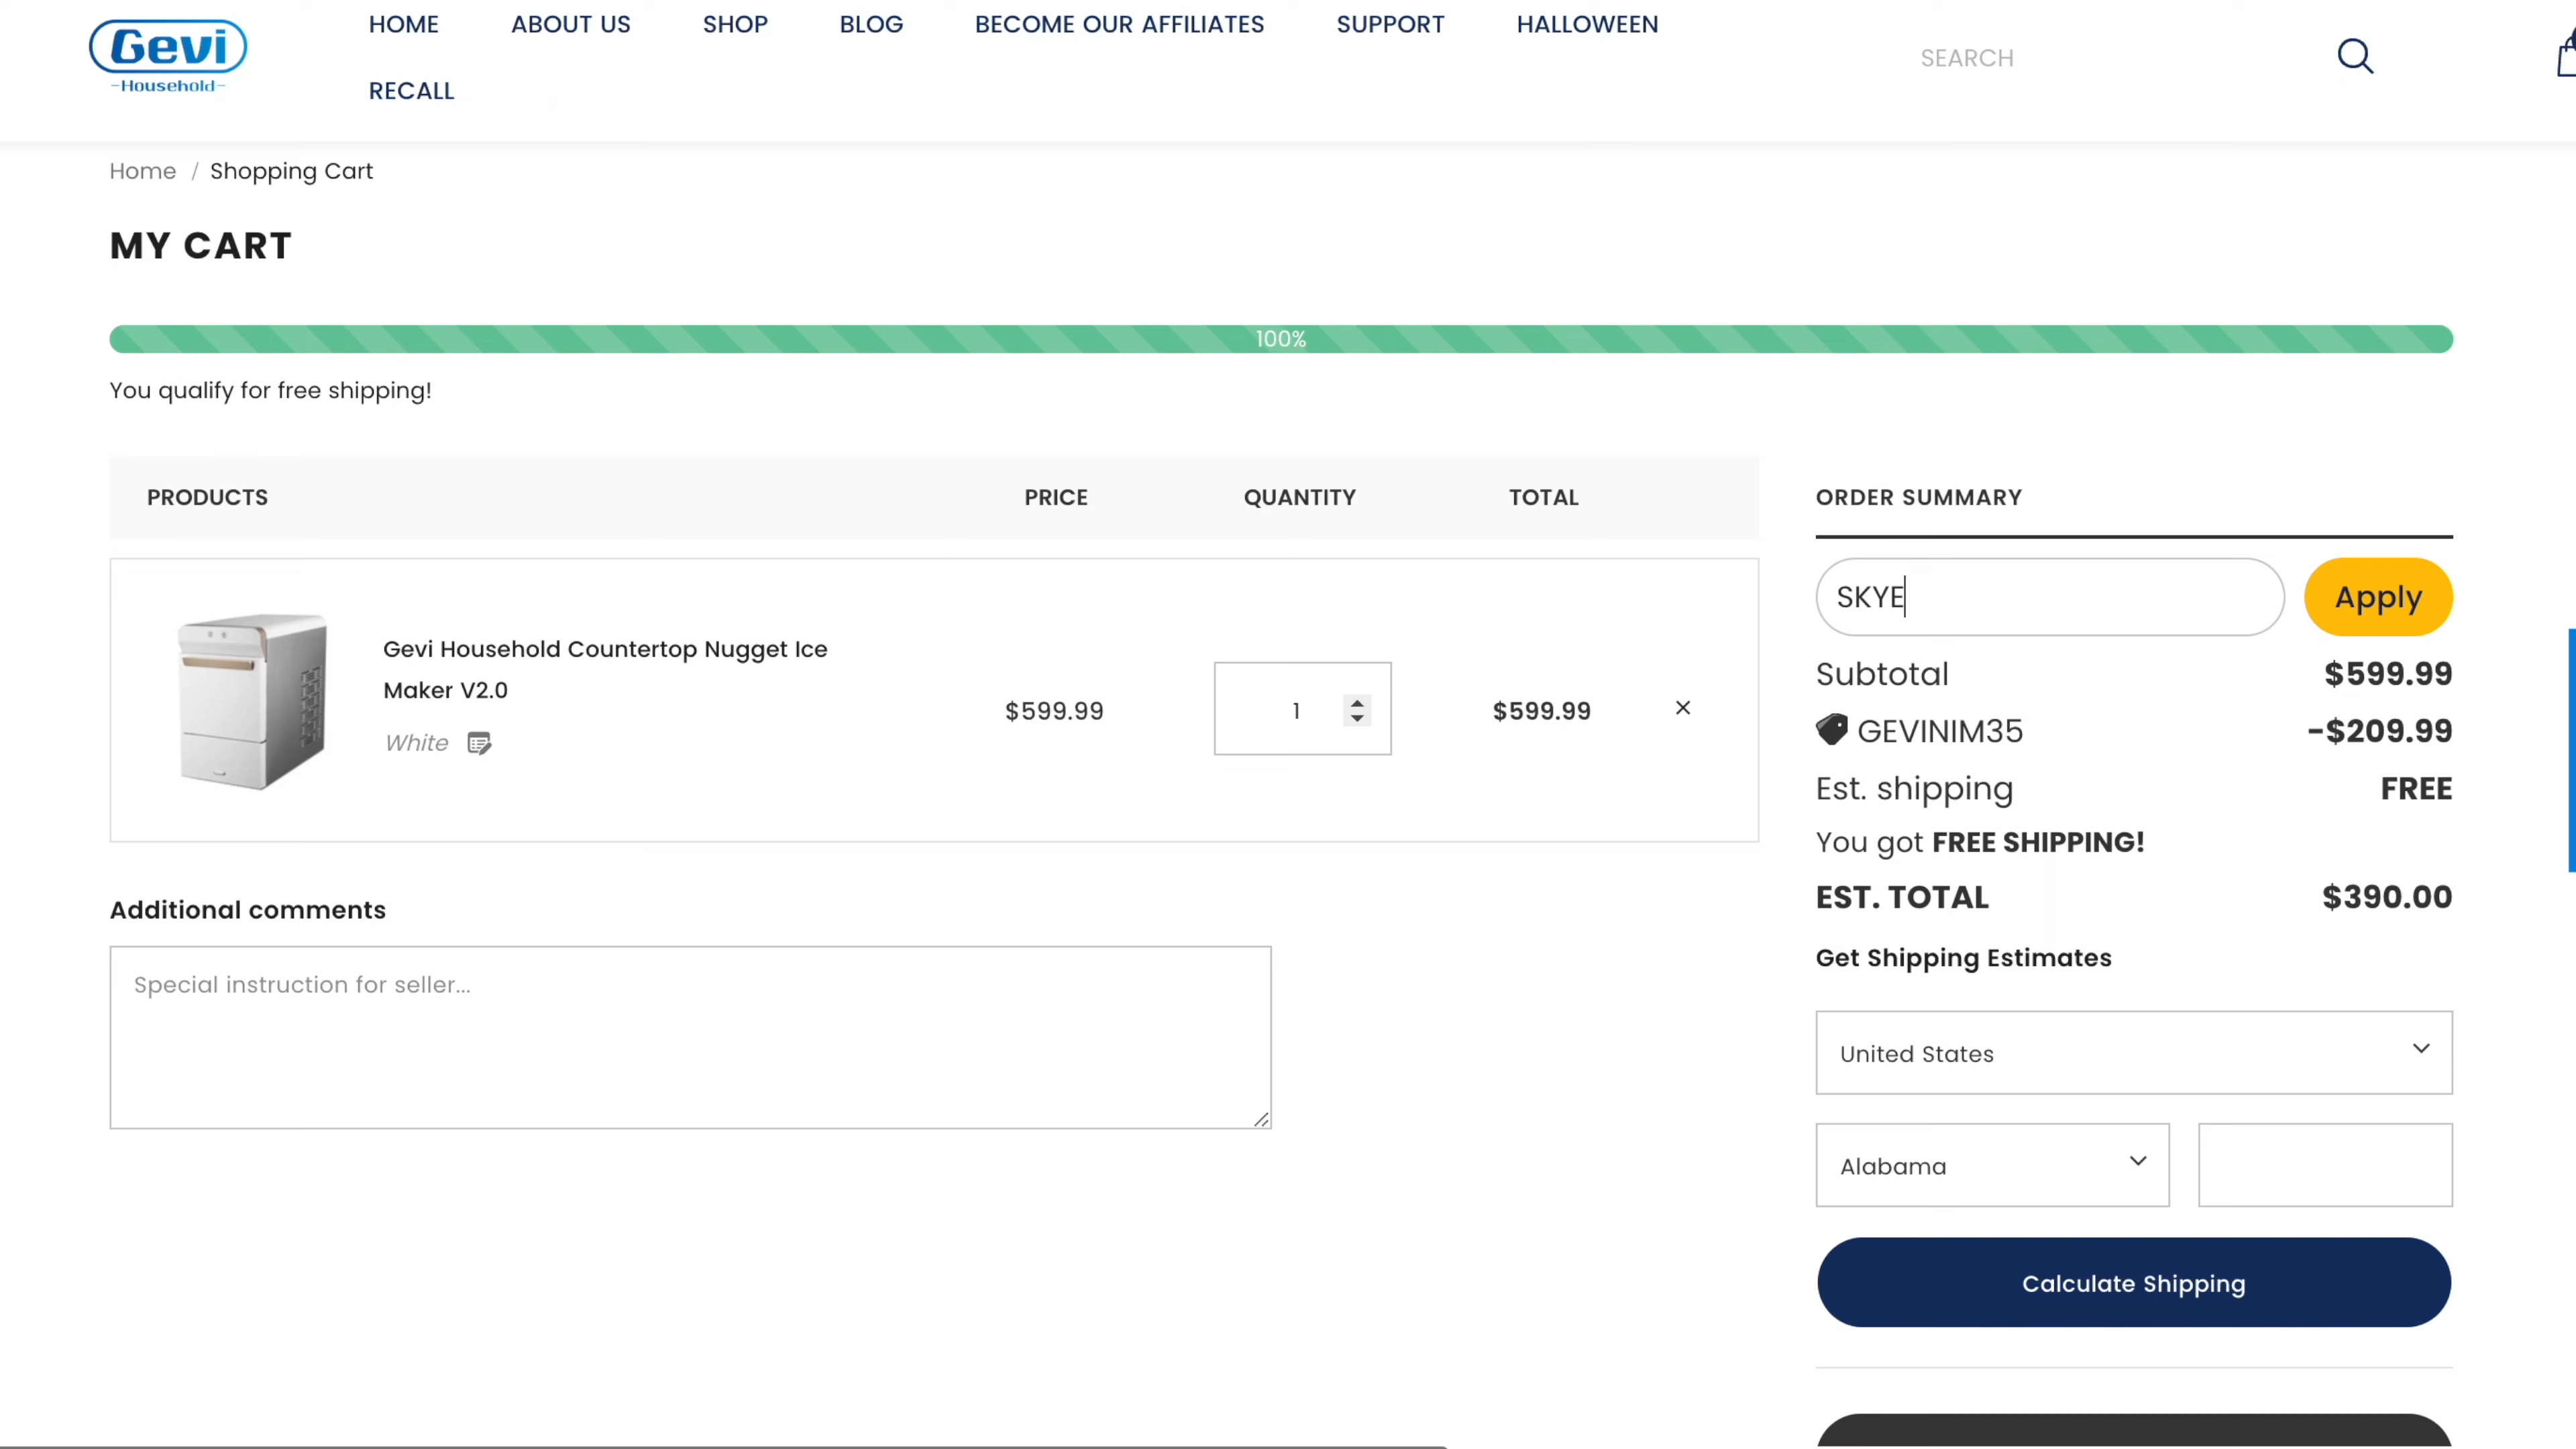 Gevi
-Household-
HOME ABOUT US SHOP BLOG BECOME OUR AFFILIATES SUPPORT HALLOWEEN
RECALL
SEARCH
Home / Shopping Cart
MY CART
100%
You qualify for free shipping!
PRODUCTS PRICE QUANTITY TOTAL
Gevi Household Countertop Nugget Ice
Maker V2.0
White
$599.99 1 $599.99 ×
Additional comments
Special instruction for seller...
ORDER SUMMARY
SKYE Apply
Subtotal $599.99
GEVINIM35 -$209.99
Est. shipping FREE
You got FREE SHIPPING!
EST. TOTAL $390.00
Get Shipping Estimates
United States
Alabama
Calculate Shipping